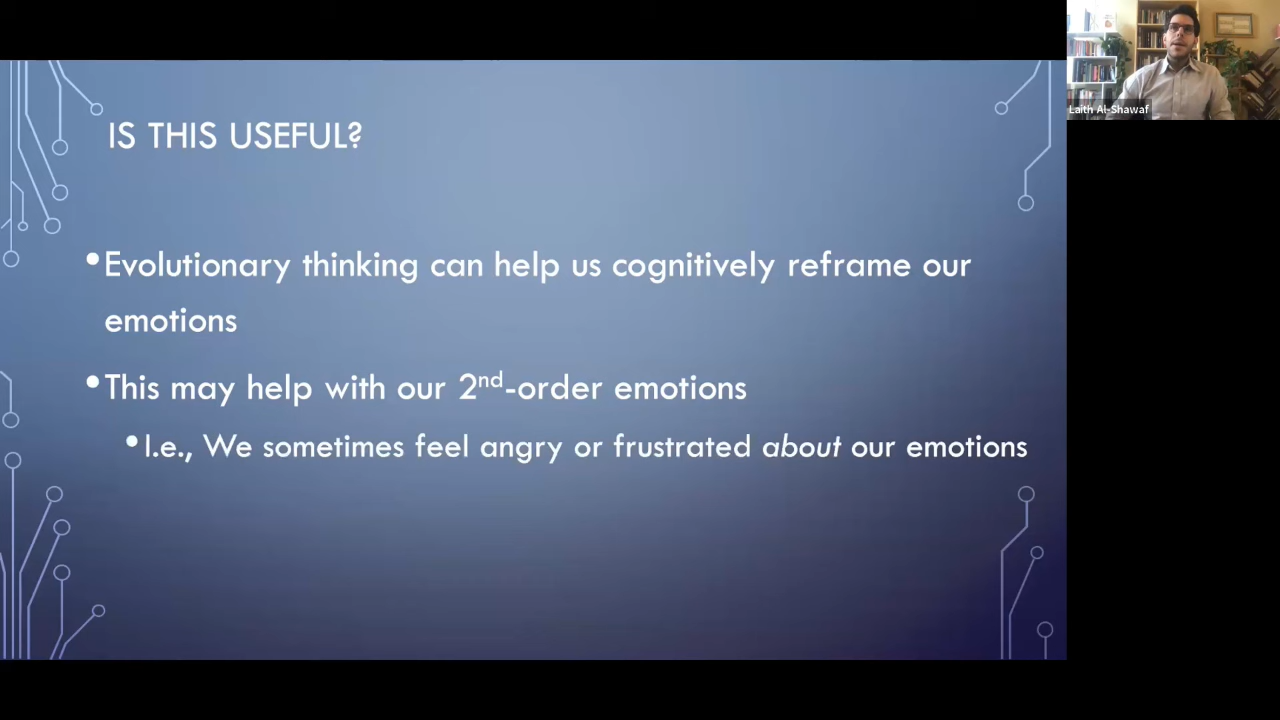 Laith Al-Shawaf
IS THIS USEFUL?
•Evolutionary thinking can help us cognitively reframe our
emotions
•This may help with our 2nd-order emotions
•I.e., We sometimes feel angry or frustrated about our emotions